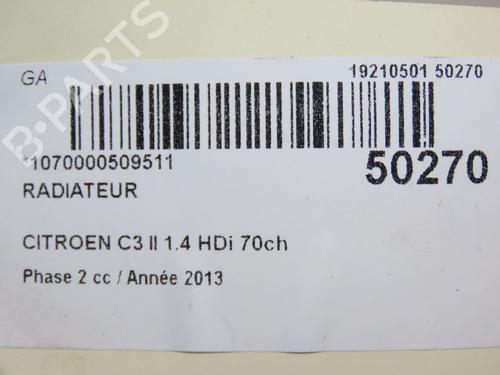 GA
19210501 50270
*1070000509511
50270
RADIATEUR
CITROEN C3 II 1.4 HDi 70ch
Phase 2 cc / Année 2013
B-PARTS